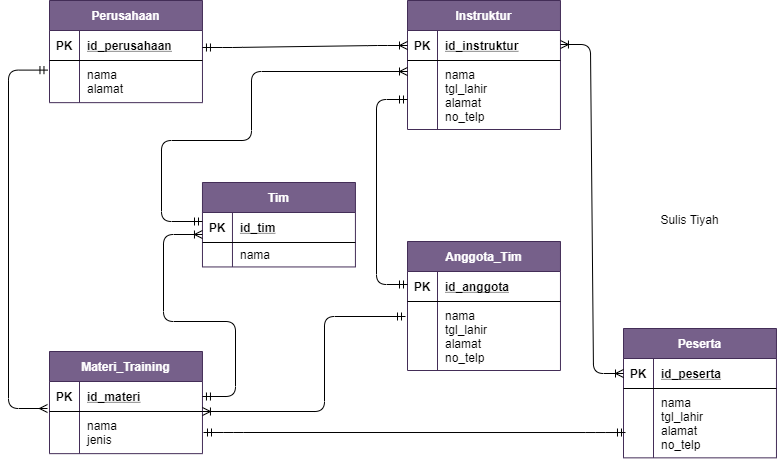 Perusahaan
PK id_perusahaan
nama
alamat
Instruktur
PK id_instruktur
nama
tgl_lahir
alamat
no_telp
Tim
PK id_tim
nama
Sulis Tiyah
Anggota_Tim
PK id_anggota
nama
tgl_lahir
alamat
no_telp
Materi_Training
PK id_materi
nama
jenis
Peserta
PK id_peserta
nama
tgl_lahir
alamat
no_telp